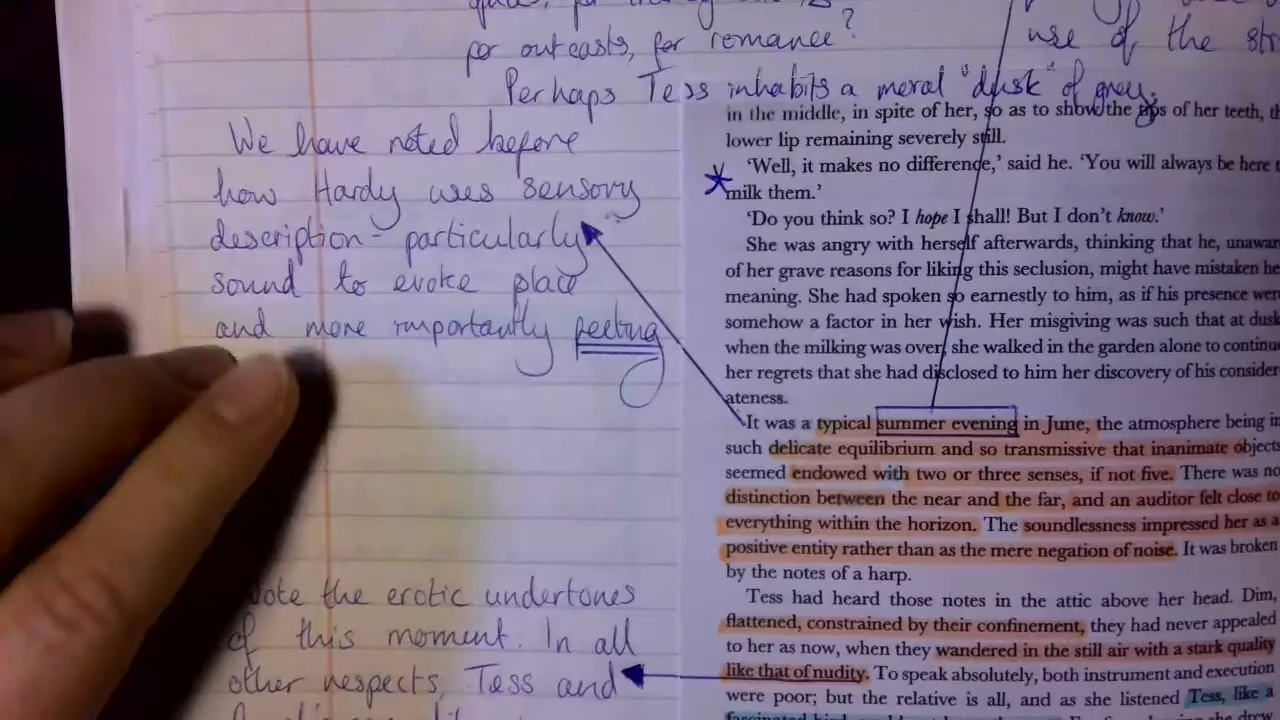 for outcasts, for romance?
use of the
Perhaps Tess inhabits a moral "dusk" of grey.
We have noted before
how Hardy uses sensory
description - particularly
sound to evoke place
and more importantly feeling
Note the erotic undertones
of this moment. In all
other respects, Tess and
in the middle, in spite of her, so as to show the tips of her teeth, t
lower lip remaining severely still.
‘Well, it makes no difference,’ said he. ‘You will always be here
milk them.’
‘Do you think so? I hope I shall! But I don’t know.’
She was angry with herself afterwards, thinking that he, unawar
of her grave reasons for liking this seclusion, might have mistaken he
meaning. She had spoken so earnestly to him, as if his presence wer
somehow a factor in her wish. Her misgiving was such that at dusk
when the milking was over, she walked in the garden alone to continu
her regrets that she had disclosed to him her discovery of his consider
ateness.
It was a typical summer evening in June, the atmosphere being in
such delicate equilibrium and so transmissive that inanimate objects
seemed endowed with two or three senses, if not five. There was no
distinction between the near and the far, and an auditor felt close to
everything within the horizon. The soundlessness impressed her as a
positive entity rather than as the mere negation of noise. It was broken
by the notes of a harp.
Tess had heard those notes in the attic above her head. Dim,
flattened, constrained by their confinement, they had never appealed
to her as now, when they wandered in the still air with a stark quality
like that of nudity. To speak absolutely, both instrument and execution
were poor; but the relative is all, and as she listened Tess, like a